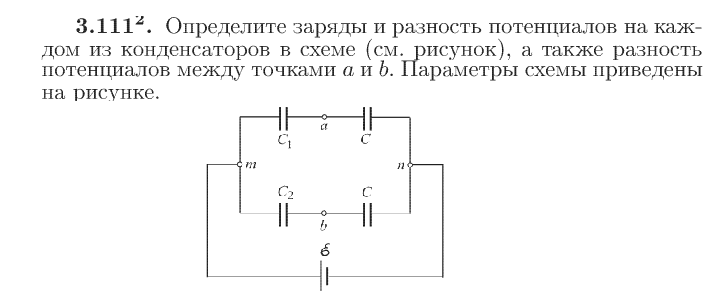 3.111². Определите заряды и разность потенциалов на каж-
дом из конденсаторов в схеме (см. рисунок), а также разность
потенциалов между точками a и b. Параметры схемы приведены
на рисунке.
a
C₁ C
m n
C₂ C
b
ℰ